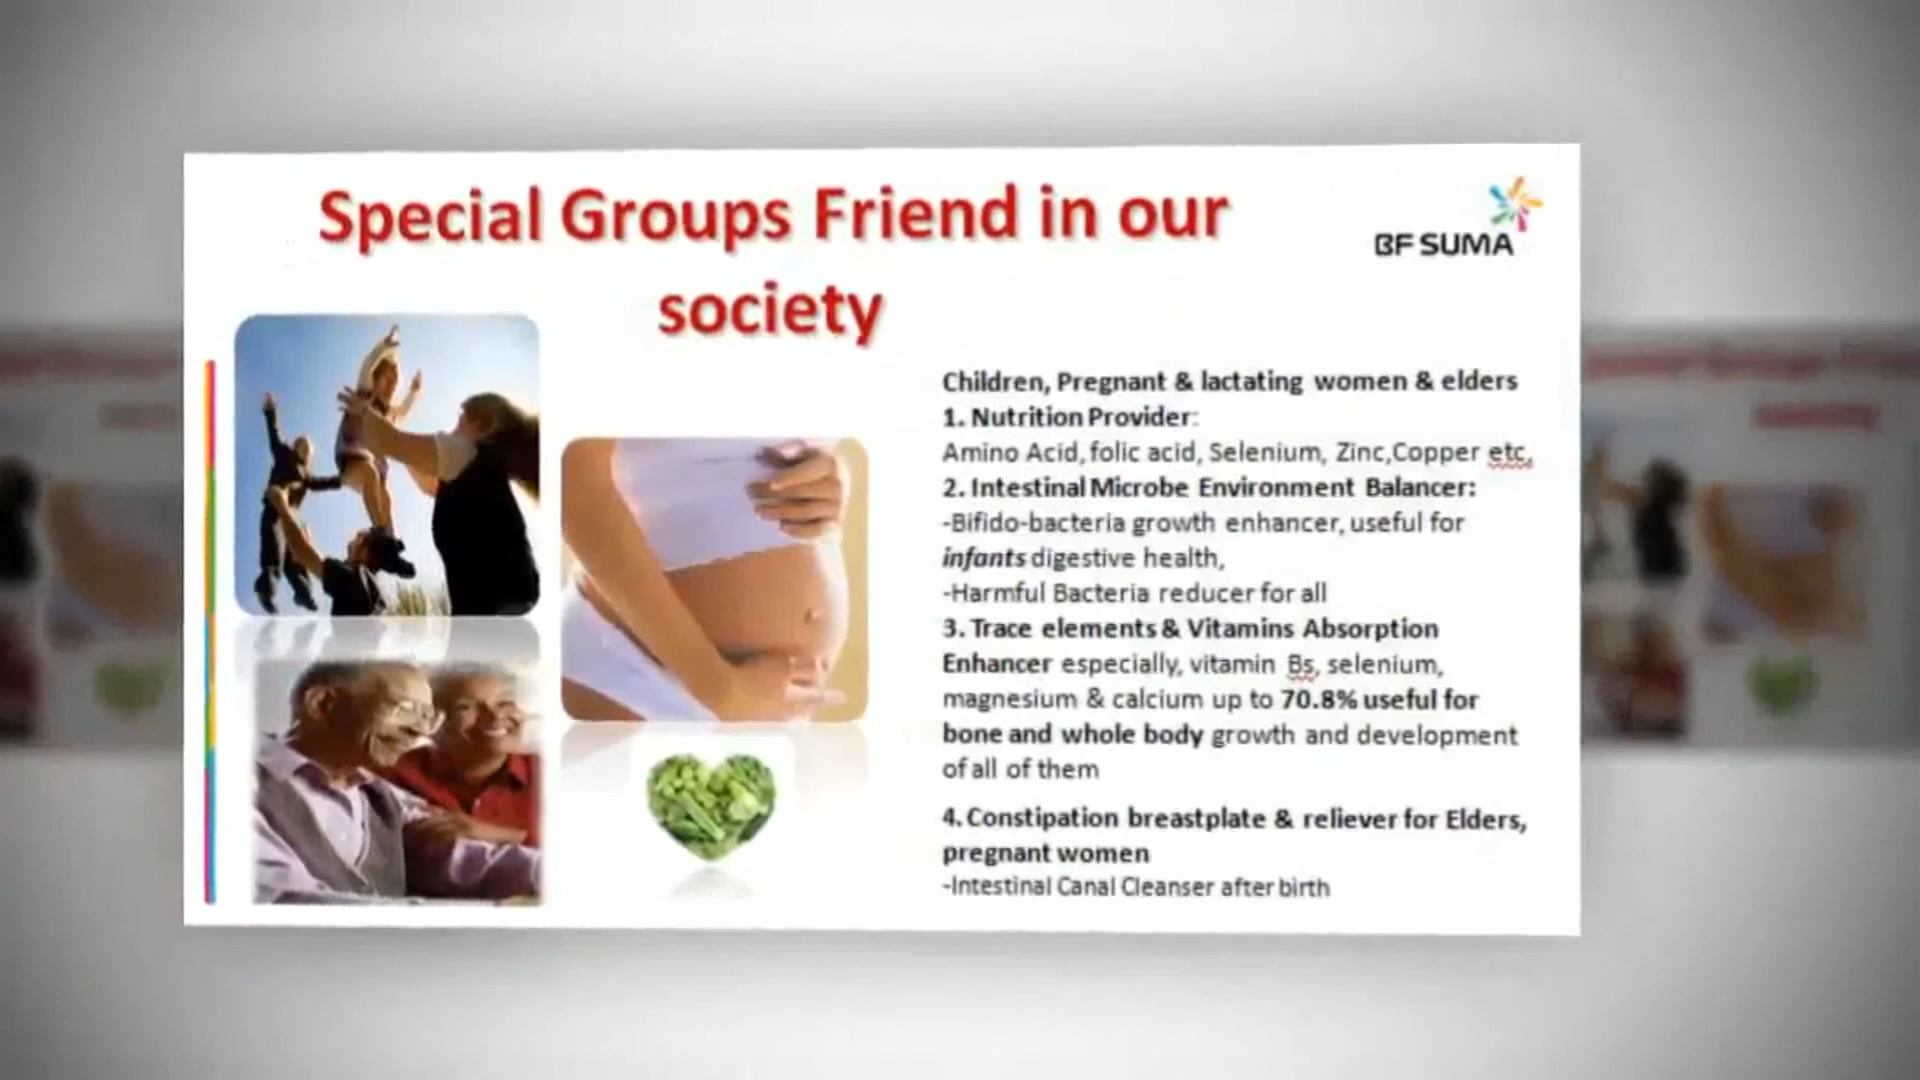 Special Groups Friend in our
society
BF SUMA
Children, Pregnant & lactating women & elders
1. Nutrition Provider:
Amino Acid, folic acid, Selenium, Zinc,Copper etc,
2. Intestinal Microbe Environment Balancer:
-Bifido-bacteria growth enhancer, useful for
infants digestive health,
-Harmful Bacteria reducer for all
3. Trace elements & Vitamins Absorption
Enhancer especially, vitamin Bs, selenium,
magnesium & calcium up to 70.8% useful for
bone and whole body growth and development
of all of them
4. Constipation breastplate & reliever for Elders,
pregnant women
-Intestinal Canal Cleanser after birth